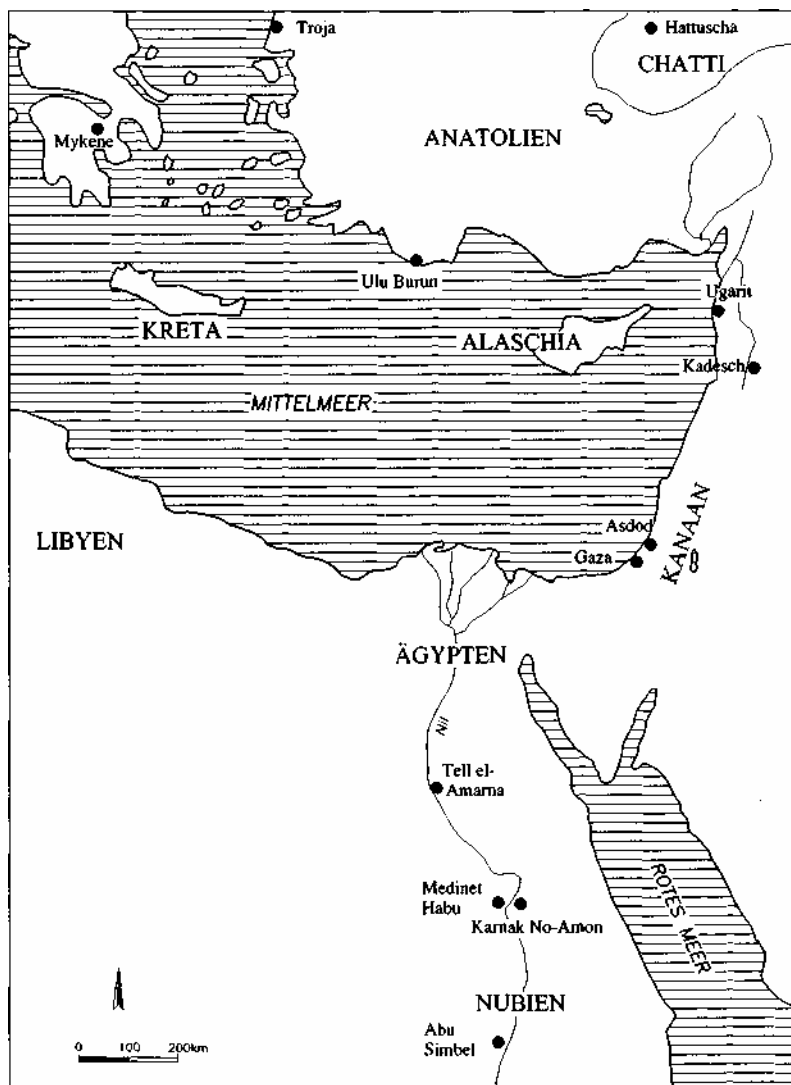 Troja
Hattuscha
CHATTI
Mykene
ANATOLIEN
Ulu Burun
Ugarit
KRETA
ALASCHIA
Kadesch
MITTELMEER
Asdod
KANAAN
LIBYEN
Gaza
ÄGYPTEN
Nil
Tell el-
Amarna
Medinet
Habu
Karnak No-Amon
ROTES MEER
NUBIEN
Abu
Simbel
0 100 200km